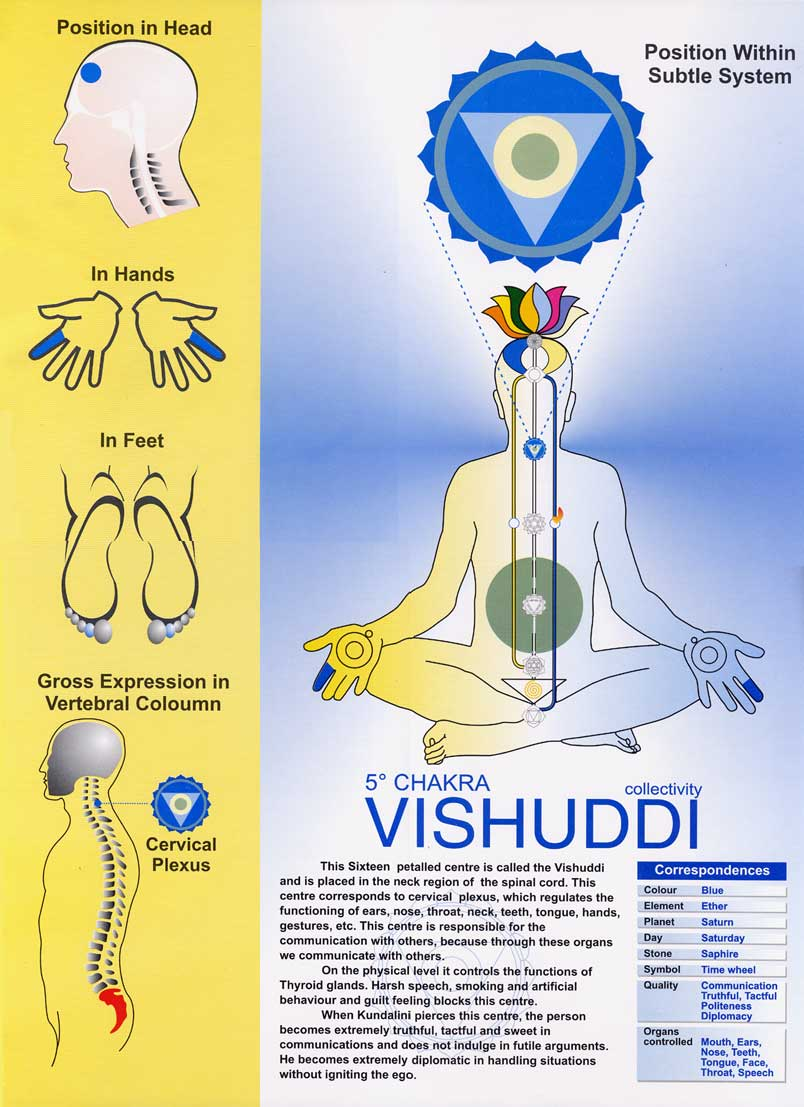 Position in Head
In Hands
In Feet
Gross Expression in
Vertebral Coloumn
Cervical
Plexus
Position Within
Subtle System
5° CHAKRA
collectivity
VISHUDDI
This Sixteen petalled centre is called the Vishuddi
and is placed in the neck region of the spinal cord. This
centre corresponds to cervical plexus, which regulates the
functioning of ears, nose, throat, neck, teeth, tongue, hands,
gestures, etc. This centre is responsible for the
communication with others, because through these organs
we communicate with others.
On the physical level it controls the functions of
Thyroid glands. Harsh speech, smoking and artificial
behaviour and guilt feeling blocks this centre.
When Kundalini pierces this centre, the person
becomes extremely truthful, tactful and sweet in
communications and does not indulge in futile arguments.
He becomes extremely diplomatic in handling situations
without igniting the ego.
Correspondences
Colour Blue
Element Ether
Planet Saturn
Day Saturday
Stone Saphire
Symbol Time wheel
Quality Communication
Truthful, Tactful
Politeness
Diplomacy
Organs
controlled Mouth, Ears,
Nose, Teeth,
Tongue, Face,
Throat, Speech